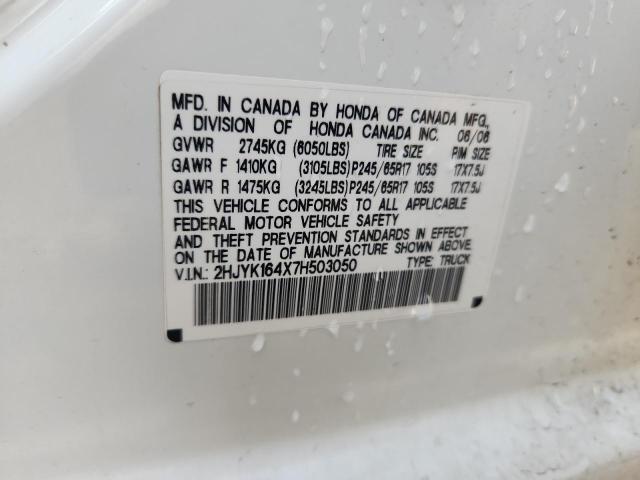 MFD. IN CANADA BY HONDA OF CANADA MFG.,
A DIVISION OF HONDA CANADA INC. 06/06
GVWR 2745KG (6050LBS) TIRE SIZE RIM SIZE
GAWR F 1410KG (3105LBS) P245/65R17 105S 17X7.5J
GAWR R 1475KG (3245LBS) P245/65R17 105S 17X7.5J
THIS VEHICLE CONFORMS TO ALL APPLICABLE
FEDERAL MOTOR VEHICLE SAFETY
AND THEFT PREVENTION STANDARDS IN EFFECT
ON THE DATE OF MANUFACTURE SHOWN ABOVE.
V.I.N.: 2HJYK164X7H503050 TYPE: TRUCK